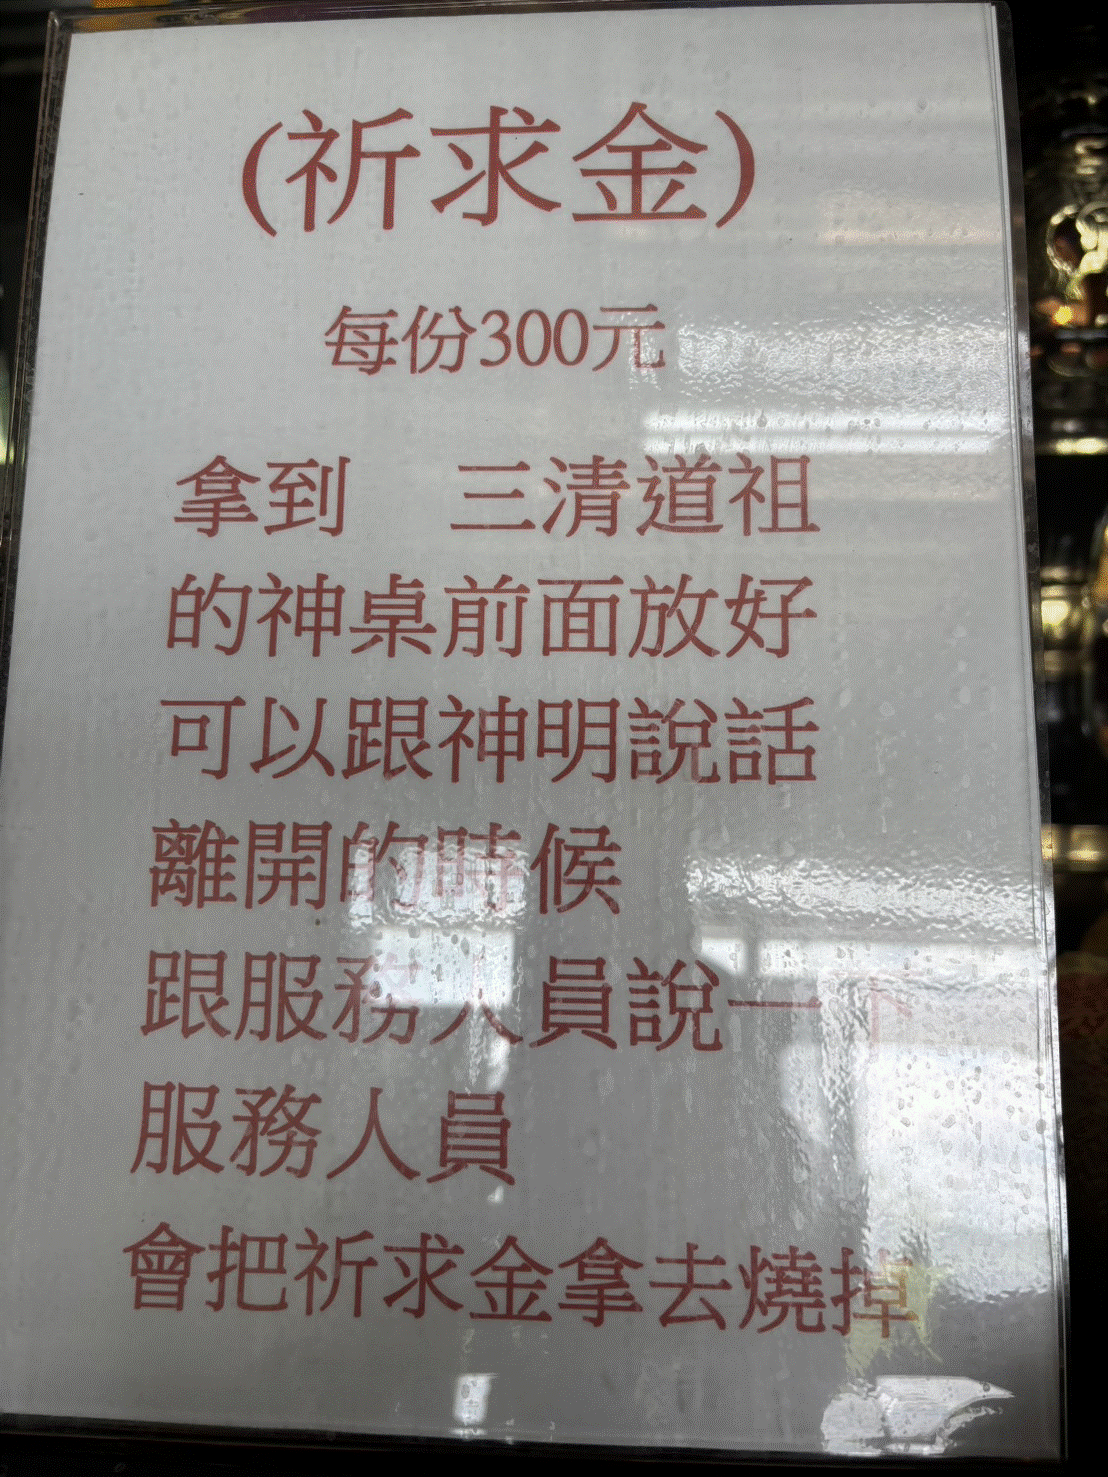 (祈求金)
每份300元
拿到　三清道祖
的神桌前面放好
可以跟神明說話
離開的時候
跟服務人員說一下
服務人員
會把祈求金拿去燒掉